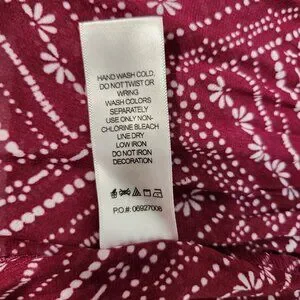 HAND WASH COLD,
DO NOT TWIST OR
WRING
WASH COLORS
SEPARATELY
USE ONLY NON-
CHLORINE BLEACH
LINE DRY
LOW IRON
DO NOT IRON
DECORATION
P.O.#: 06927008